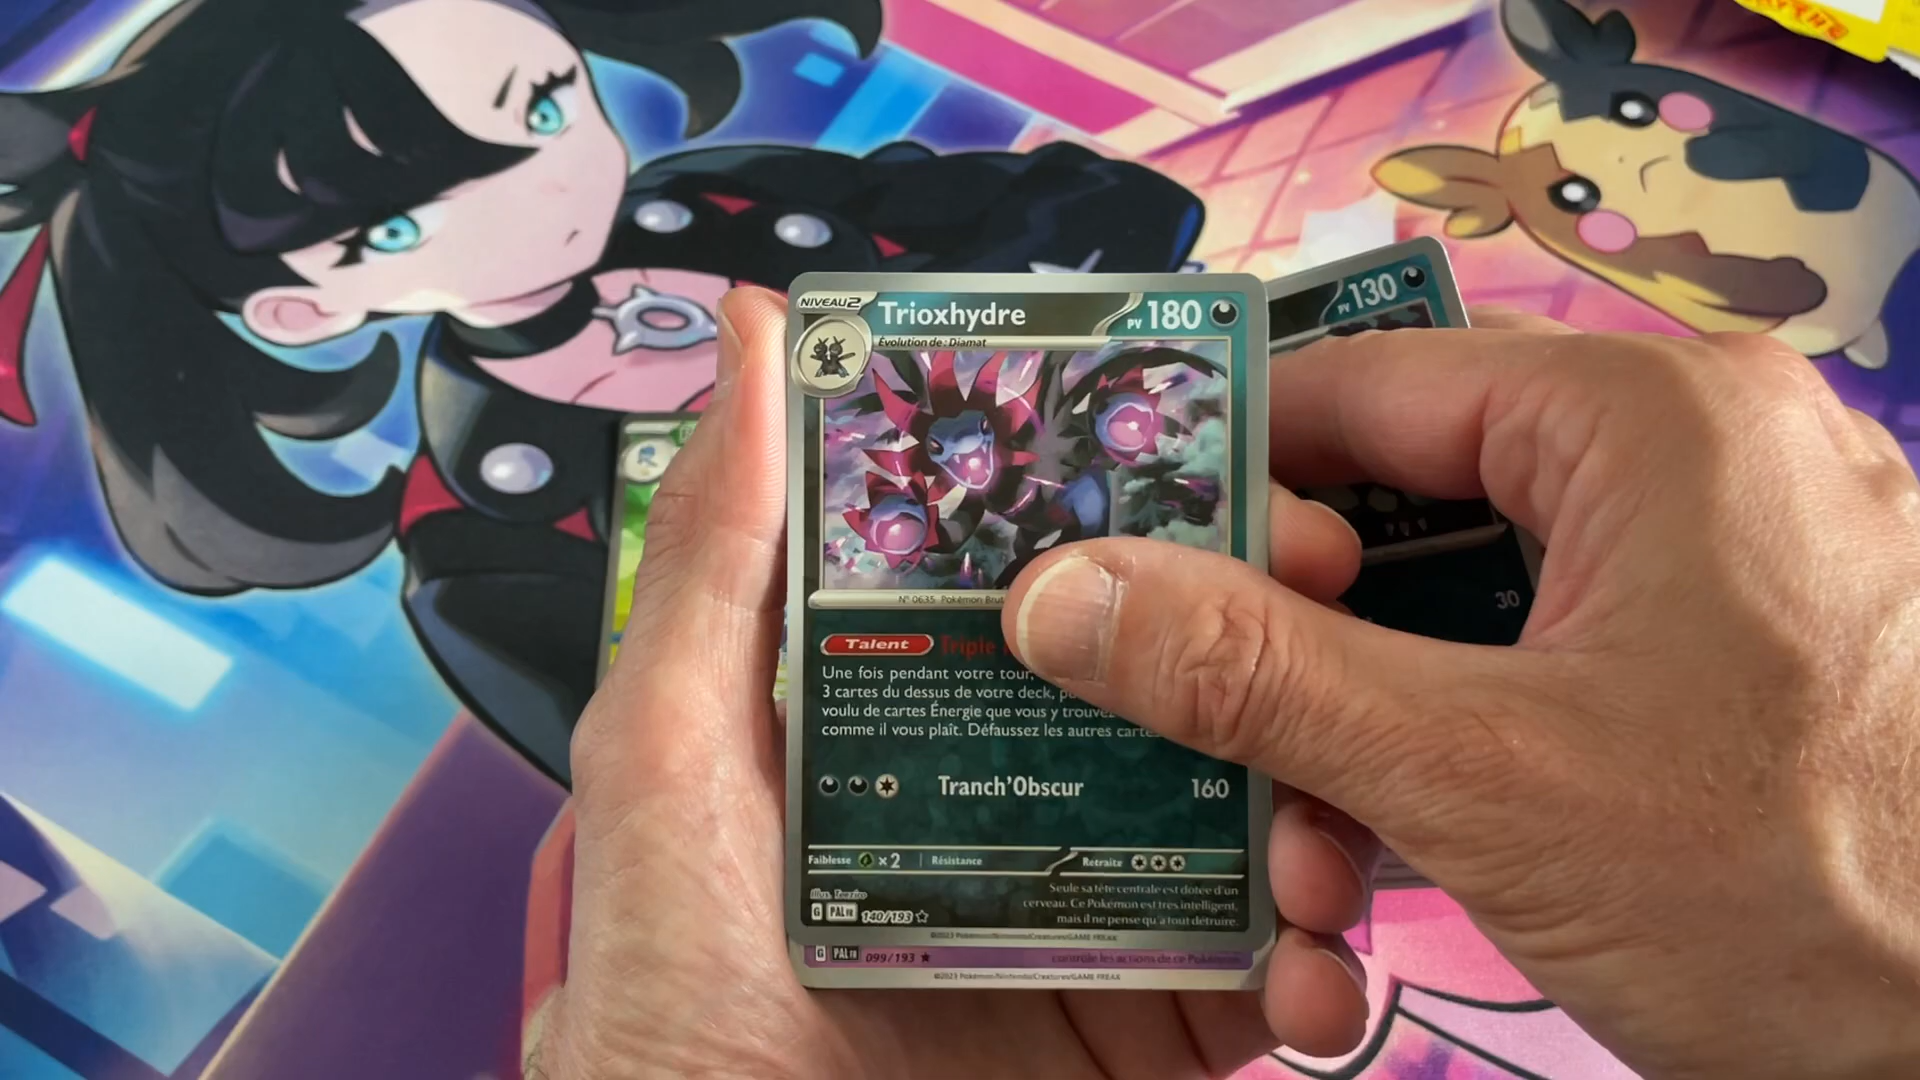 NIVEAU2 Trioxhydre PV 180
Évolution de : Diamat
PV 130
N° 0635 Pokémon Brut
Talent Triple
Une fois pendant votre tour,
3 cartes du dessus de votre deck,
voulu de cartes Énergie que vous y trouvez
comme il vous plaît. Défaussez les autres cartes
Tranch'Obscur 160
30
Faiblesse x2 Résistance Retraite
Illus. Teeziro
Seule sa tête centrale est dotée d'un
cerveau. Ce Pokémon est très intelligent,
mais il ne pense qu'à tout détruire.
G PAL FR 140/193
©2023 Pokémon/Nintendo/Creatures/GAME FREAK
G PAL FR 099/193
contrôle les actions de ce Pokémon.
©2023 Pokémon/Nintendo/Creatures/GAME FREAK